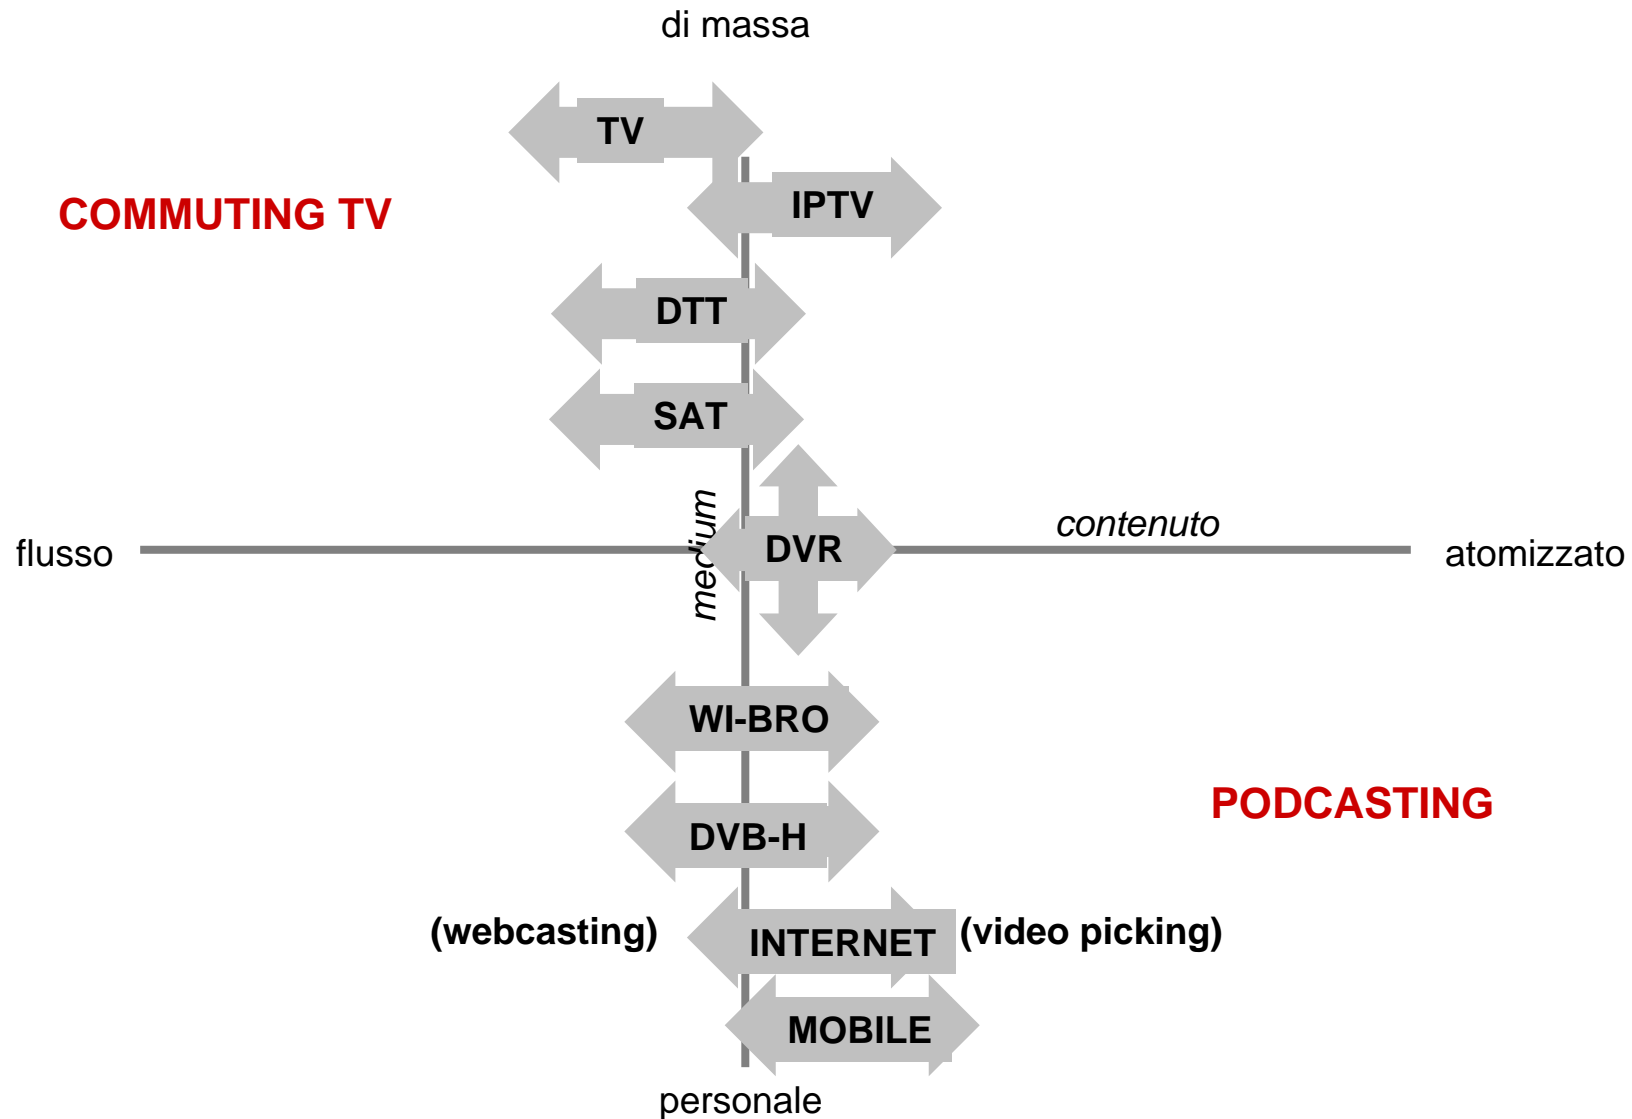 di massa
TV
IPTV
COMMUTING TV
DTT
SAT
medium
contenuto
flusso
DVR
atomizzato
WI-BRO
PODCASTING
DVB-H
(webcasting)
INTERNET
(video picking)
MOBILE
personale